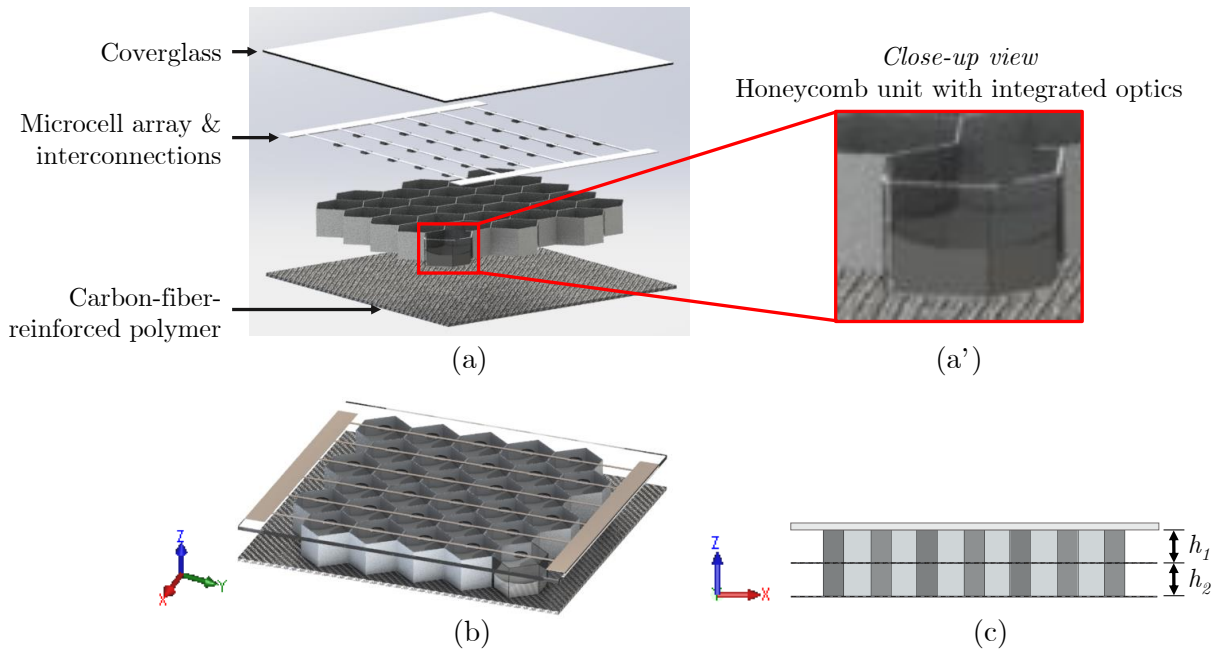 Coverglass
Microcell array &
interconnections
Carbon-fiber-
reinforced polymer
(a)
Close-up view
Honeycomb unit with integrated optics
(a’)
Z
X
Y
(b)
Z
Y
X
h1
h2
(c)